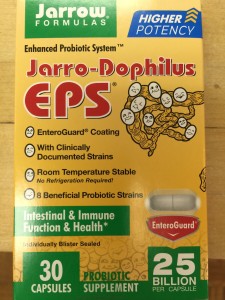 Jarrow
FORMULAS®
HIGHER
POTENCY
Enhanced Probiotic System™
Jarro-Dophilus
EPS®
EnteroGuard® Coating
With Clinically
Documented Strains
Room Temperature Stable
No Refrigeration Required!
8 Beneficial Probiotic Strains
Intestinal & Immune
Function & Health*
EnteroGuard®
Individually Blister Sealed
30
CAPSULES
PROBIOTIC
SUPPLEMENT
25
BILLION
PER CAPSULE